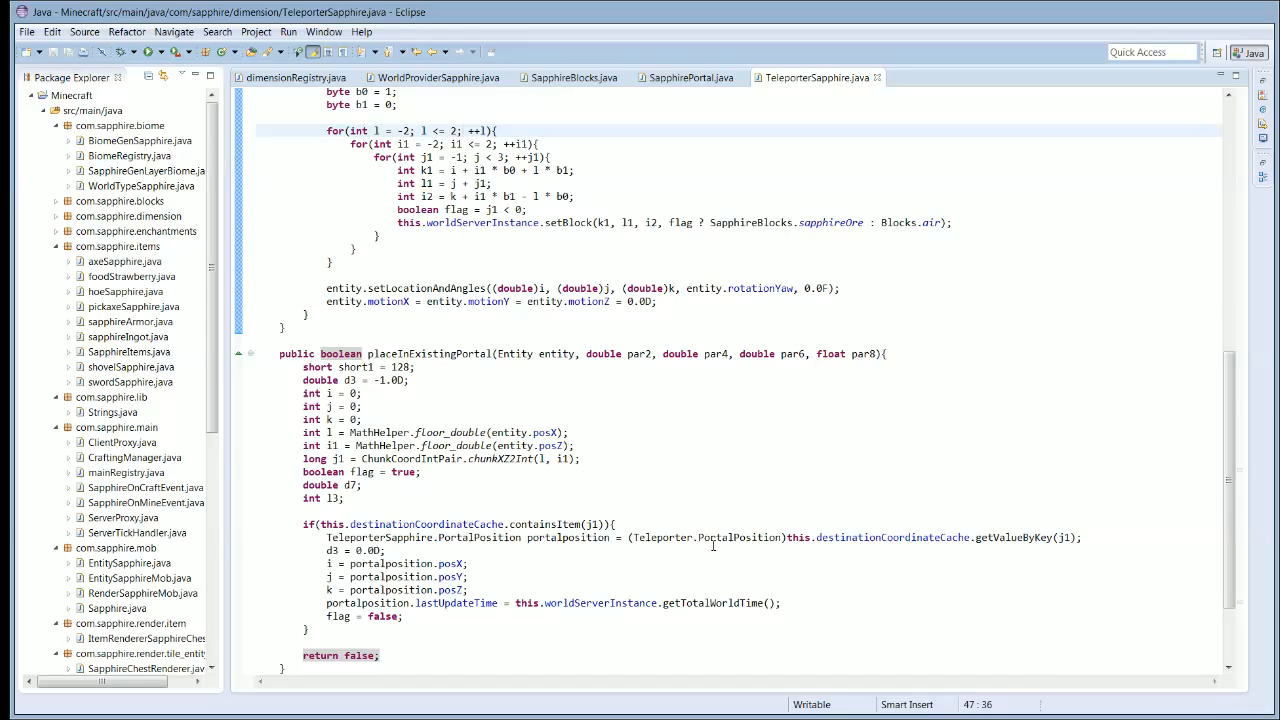 Java - Minecraft/src/main/java/com/sapphire/dimension/TeleporterSapphire.java - Eclipse
File Edit Source Refactor Navigate Search Project Run Window Help
Quick Access
Java
Package Explorer
dimensionRegistry.java WorldProviderSapphire.java SapphireBlocks.java SapphirePortal.java TeleporterSapphire.java
Minecraft
src/main/java
com.sapphire.biome
BiomeGenSapphire.java
BiomeRegistry.java
SapphireGenLayerBiome.ja
WorldTypeSapphire.java
com.sapphire.blocks
com.sapphire.dimension
com.sapphire.enchantments
com.sapphire.items
axeSapphire.java
foodStrawberry.java
hoeSapphire.java
pickaxeSapphire.java
sapphireArmor.java
sapphireIngot.java
SapphireItems.java
shovelSapphire.java
swordSapphire.java
com.sapphire.lib
Strings.java
com.sapphire.main
ClientProxy.java
CraftingManager.java
mainRegistry.java
SapphireOnCraftEvent.java
SapphireOnMineEvent.java
ServerProxy.java
ServerTickHandler.java
com.sapphire.mob
EntitySapphire.java
EntitySapphireMob.java
RenderSapphireMob.java
Sapphire.java
com.sapphire.render.item
ItemRendererSapphireChes
com.sapphire.render.tile_entity
SapphireChestRenderer.java
byte b0 = 1;
byte b1 = 0;
for(int l = -2; l <= 2; ++l){
for(int i1 = -2; i1 <= 2; ++i1){
for(int j1 = -1; j < 3; ++j1){
int k1 = i + i1 * b0 + l * b1;
int l1 = j + j1;
int i2 = k + i1 * b1 - l * b0;
boolean flag = j1 < 0;
this.worldServerInstance.setBlock(k1, l1, i2, flag ? SapphireBlocks.sapphireOre : Blocks.air);
}
}
}
entity.setLocationAndAngles((double)i, (double)j, (double)k, entity.rotationYaw, 0.0F);
entity.motionX = entity.motionY = entity.motionZ = 0.0D;
}
}
public boolean placeInExistingPortal(Entity entity, double par2, double par4, double par6, float par8){
short short1 = 128;
double d3 = -1.0D;
int i = 0;
int j = 0;
int k = 0;
int l = MathHelper.floor_double(entity.posX);
int i1 = MathHelper.floor_double(entity.posZ);
long j1 = ChunkCoordIntPair.chunkXZ2Int(l, i1);
boolean flag = true;
double d7;
int l3;
if(this.destinationCoordinateCache.containsItem(j1)){
TeleporterSapphire.PortalPosition portalposition = (Teleporter.PortalPosition)this.destinationCoordinateCache.getValueByKey(j1);
d3 = 0.0D;
i = portalposition.posX;
j = portalposition.posY;
k = portalposition.posZ;
portalposition.lastUpdateTime = this.worldServerInstance.getTotalWorldTime();
flag = false;
}
return false;
}
Writable Smart Insert 47 : 36